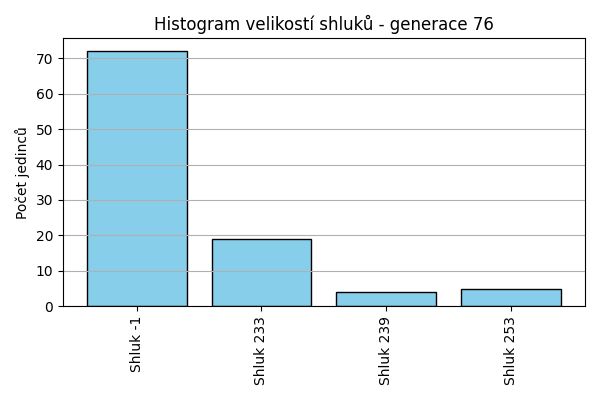 Histogram velikostí shluků - generace 76
Počet jedinců
70
60
50
40
30
20
10
0
Shluk -1
Shluk 233
Shluk 239
Shluk 253